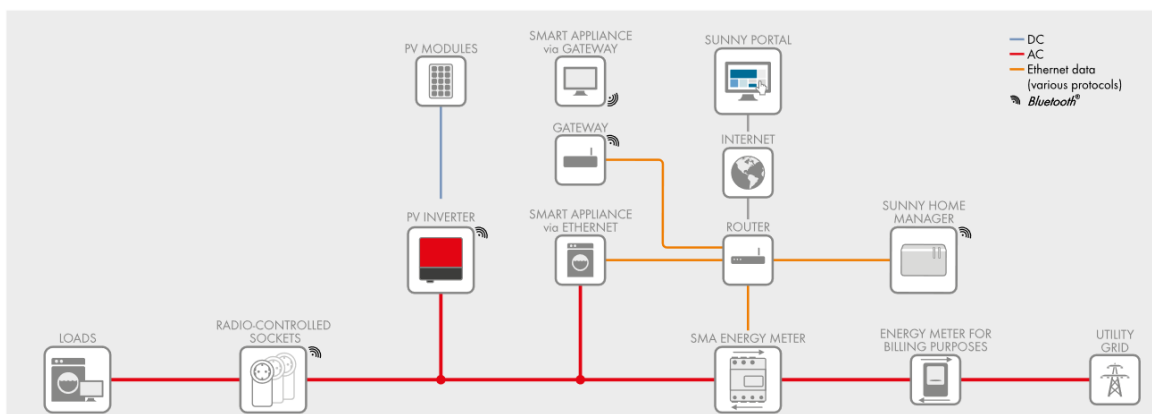 PV MODULES
SMART APPLIANCE
via GATEWAY
SUNNY PORTAL
DC
AC
Ethernet data
(various protocols)
Bluetooth®
GATEWAY
INTERNET
PV INVERTER
SMART APPLIANCE
via ETHERNET
ROUTER
SUNNY HOME
MANAGER
LOADS
RADIO-CONTROLLED
SOCKETS
SMA ENERGY METER
ENERGY METER FOR
BILLING PURPOSES
UTILITY
GRID